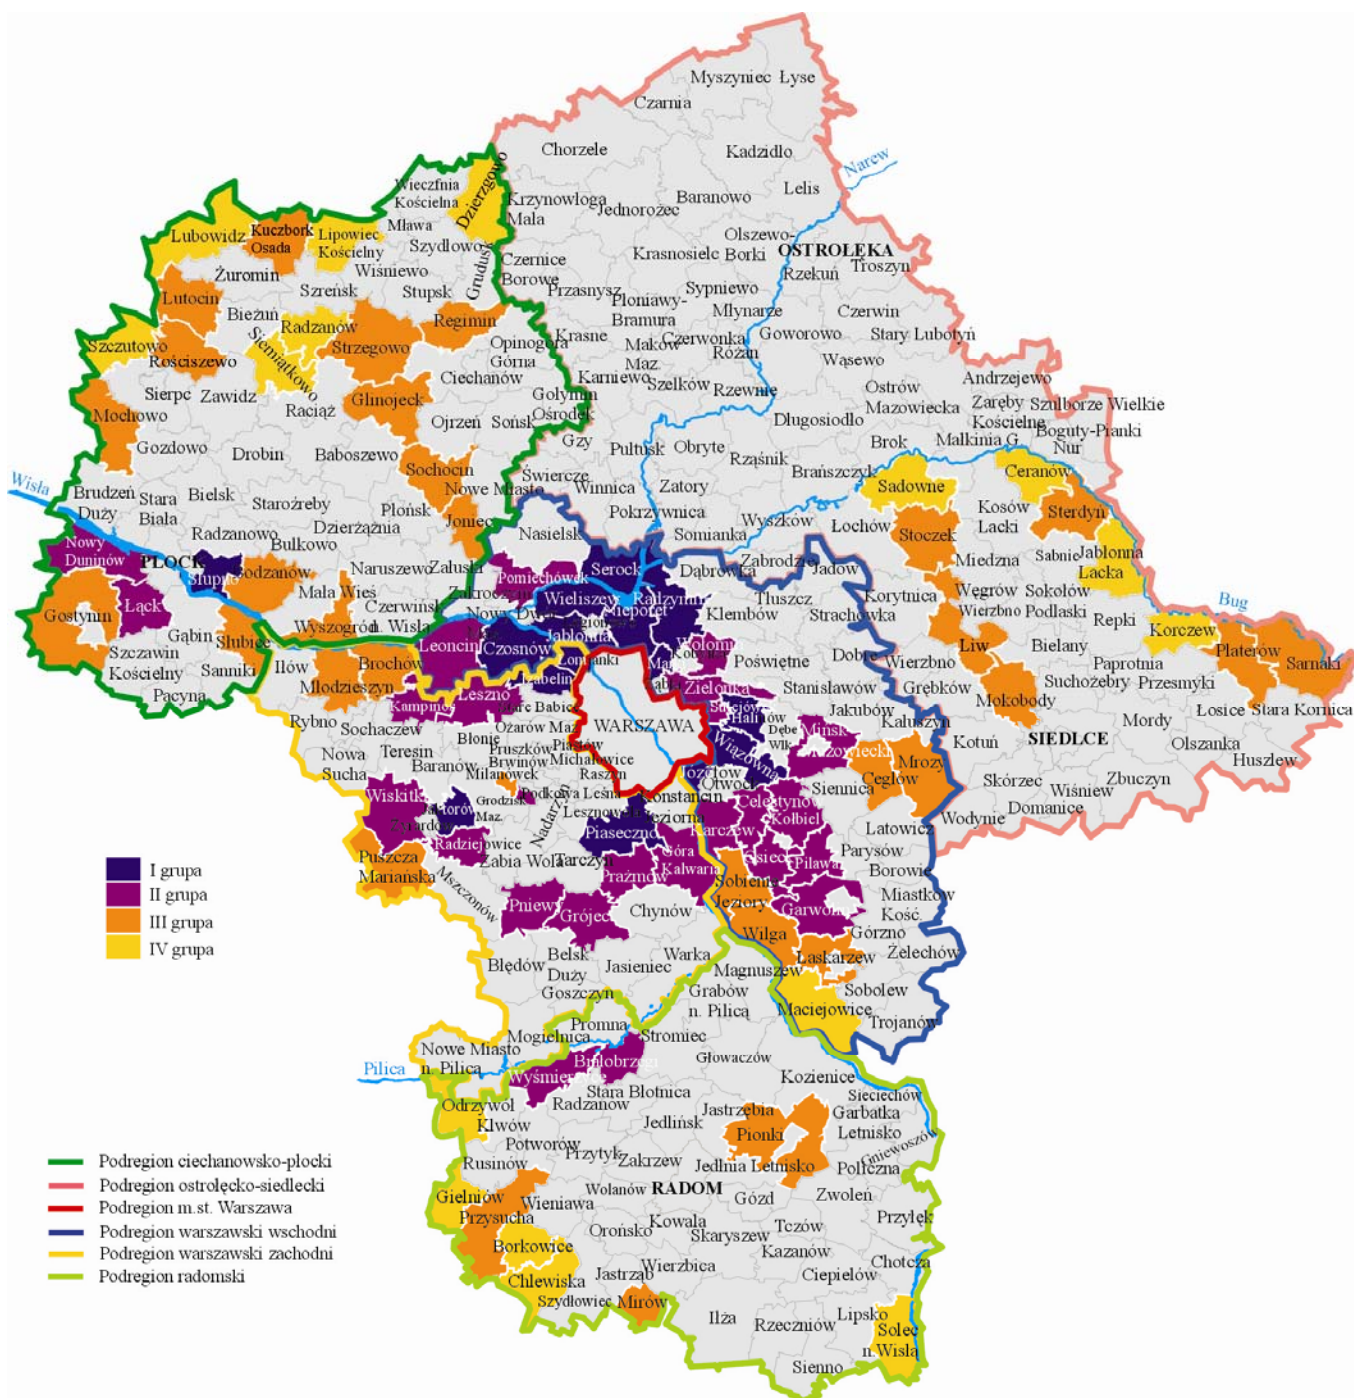 Myszyniec Łyse
Czarnia
Chorzele
Kadzidło
Narew
Wieczfnia
Kościelna
Dzierzgowo
Lelis
Krzynowłoga
Mala
Jednorożec
Baranowo
Lubowidz
Kuczbork
Osada
Lipowiec
Kościelny
Mława
Szydłowo
Grudusk
Olszewo-
Borki
Krasnosielc
OSTROŁĘKA
Troszyn
Rzekuń
Czernice
Borowe
Żuromin
Wiśniewo
Szreńsk
Stupsk
Przasnysz
Sypniewo
Płoniawy-
Bramura
Młynarze
Czerwin
Lutocin
Bieżuń
Radzanów
Strzegowo
Regimin
Krasne
Opinogóra
Górna
Maków
Maz.
Czerwonka
Różan
Goworowo
Stary Lubotyń
Wąsewo
Szczutowo
Rościszewo
Siemiątkowo
Ciechanów
Karniewo
Szelków
Rzewnie
Andrzejewo
Ostrów
Mazowiecka
Zaręby
Kościelne
Szulborze Wielkie
Sierpc
Zawidz
Raciąż
Glinojeck
Gołymin
Ośrodek
Mochowo
Ojrzeń
Sońsk
Długosiodło
Boguty-Pianki
Nur
Gozdowo
Drobin
Baboszewo
Gzy
Pułtusk
Obryte
Brok
Malkinia G.
Sochocin
Rząśnik
Brańszczyk
Ceranów
Świercze
Winnica
Zatory
Sadowne
Wisła
Brudzeń
Duży
Stara
Biala
Bielsk
Staroźreby
Nowe Miasto
Płońsk
Joniec
Pokrzywnica
Kosów
Lacki
Sterdyń
Radzanowo
Dzierżążnia
Nasielsk
Somianka
Wyszków
Łochów
Stoczek
Nowy
Duninów
PŁOCK
Bulkowo
Naruszewo
Załuski
Pomiechówek
Serock
Dąbrówka
Zabrodzie
Jadów
Miedzna
Sabnie
Jabłonna
Lacka
Słupno
Bodzanów
Mala Wieś
Zakroczym
Wieliszew
Radzymin
Tłuszcz
Korytnica
Węgrów
Sokołów
Podlaski
Bug
Gostynin
Łąck
Czerwińsk
n. Wisłą
Nieporęt
Klembów
Strachówka
Wierzbno
Repki
Gąbin
Słubice
Wyszogród
Nowy Dwór
Jabłonna
Wołomin
Liw
Bielany
Korczew
Szczawin
Kościelny
Sanniki
Iłów
Brochów
Leoncin
Czosnów
Łomianki
Marki
Poświętne
Dobre
Wierzbno
Paprotnia
Platerów
Sarnaki
Pacyna
Młodzieszyn
Kampinos
Leszno
Izabelin
Ząbki
Zielonka
Stanisławów
Grębków
Suchożebry
Przesmyki
Mokobody
Rybno
Sochaczew
Stare Babice
Sulejówek
Halinów
Jakubów
Kałuszyn
Łosice
Stara Kornica
Ożarów Maz.
WARSZAWA
Dębe
Wlk.
Mińsk
Mazowiecki
Kotuń
SIEDLCE
Mordy
Nowa
Sucha
Teresin
Błonie
Piastów
Wiązowna
Mrozy
Olszanka
Baranów
Pruszków
Brwinów
Michałowice
Milanówek
Raszyn
Józefów
Otwock
Siennica
Cegłów
Skórzec
Wiśniew
Zbuczyn
Huszlew
Wiskitki
Jaktorów
Grodzisk
Maz.
Podkowa Leśna
Nadarzyn
Lesznowola
Konstancin
Jeziorna
Celestynów
Kołbiel
Domanice
Wodynie
Żyrardów
Radziejowice
Piaseczno
Karczew
Latowicz
Puszcza
Mariańska
Żabia Wola
Tarczyn
Góra
Kalwaria
Osieck
Pilawa
Parysów
Borowie
I grupa
II grupa
III grupa
IV grupa
Mszczonów
Prażmów
Sobienie
Jeziory
Miastków
Kość.
Pniewy
Grójec
Chynów
Garwolin
Wilga
Górzno
Żelechów
Błędów
Belsk
Duży
Jasieniec
Warka
Łaskarzew
Goszczyn
Magnuszew
Grabów
n. Pilicą
Sobolew
Maciejowice
Trojanów
Mogielnica
Promna
Stromiec
Pilica
Nowe Miasto
n. Pilicą
Białobrzegi
Głowaczów
Wyśmierzyce
Kozienice
Stara Błotnica
Sieciechów
Odrzywół
Radzanów
Jastrzębia
Garbatka
Letnisko
Klwów
Jedlińsk
Pionki
Gniewoszów
Potworów
Przytyk
Zakrzew
Jedlnia Letnisko
Policzna
Rusinów
Podregion ciechanowsko-płocki
Podregion ostrołęcko-siedlecki
Podregion m.st. Warszawa
Podregion warszawski wschodni
Podregion warszawski zachodni
Podregion radomski
Gielniów
Wieniawa
Wolanów
RADOM
Gózd
Zwoleń
Przysucha
Orońsko
Kowala
Skaryszew
Tczów
Przyłęk
Borkowice
Kazanów
Chotcza
Chlewiska
Jastrząb
Wierzbica
Ciepielów
Szydłowiec
Mirów
Iłża
Rzeczniów
Lipsko
Solec
n. Wisłą
Sienno